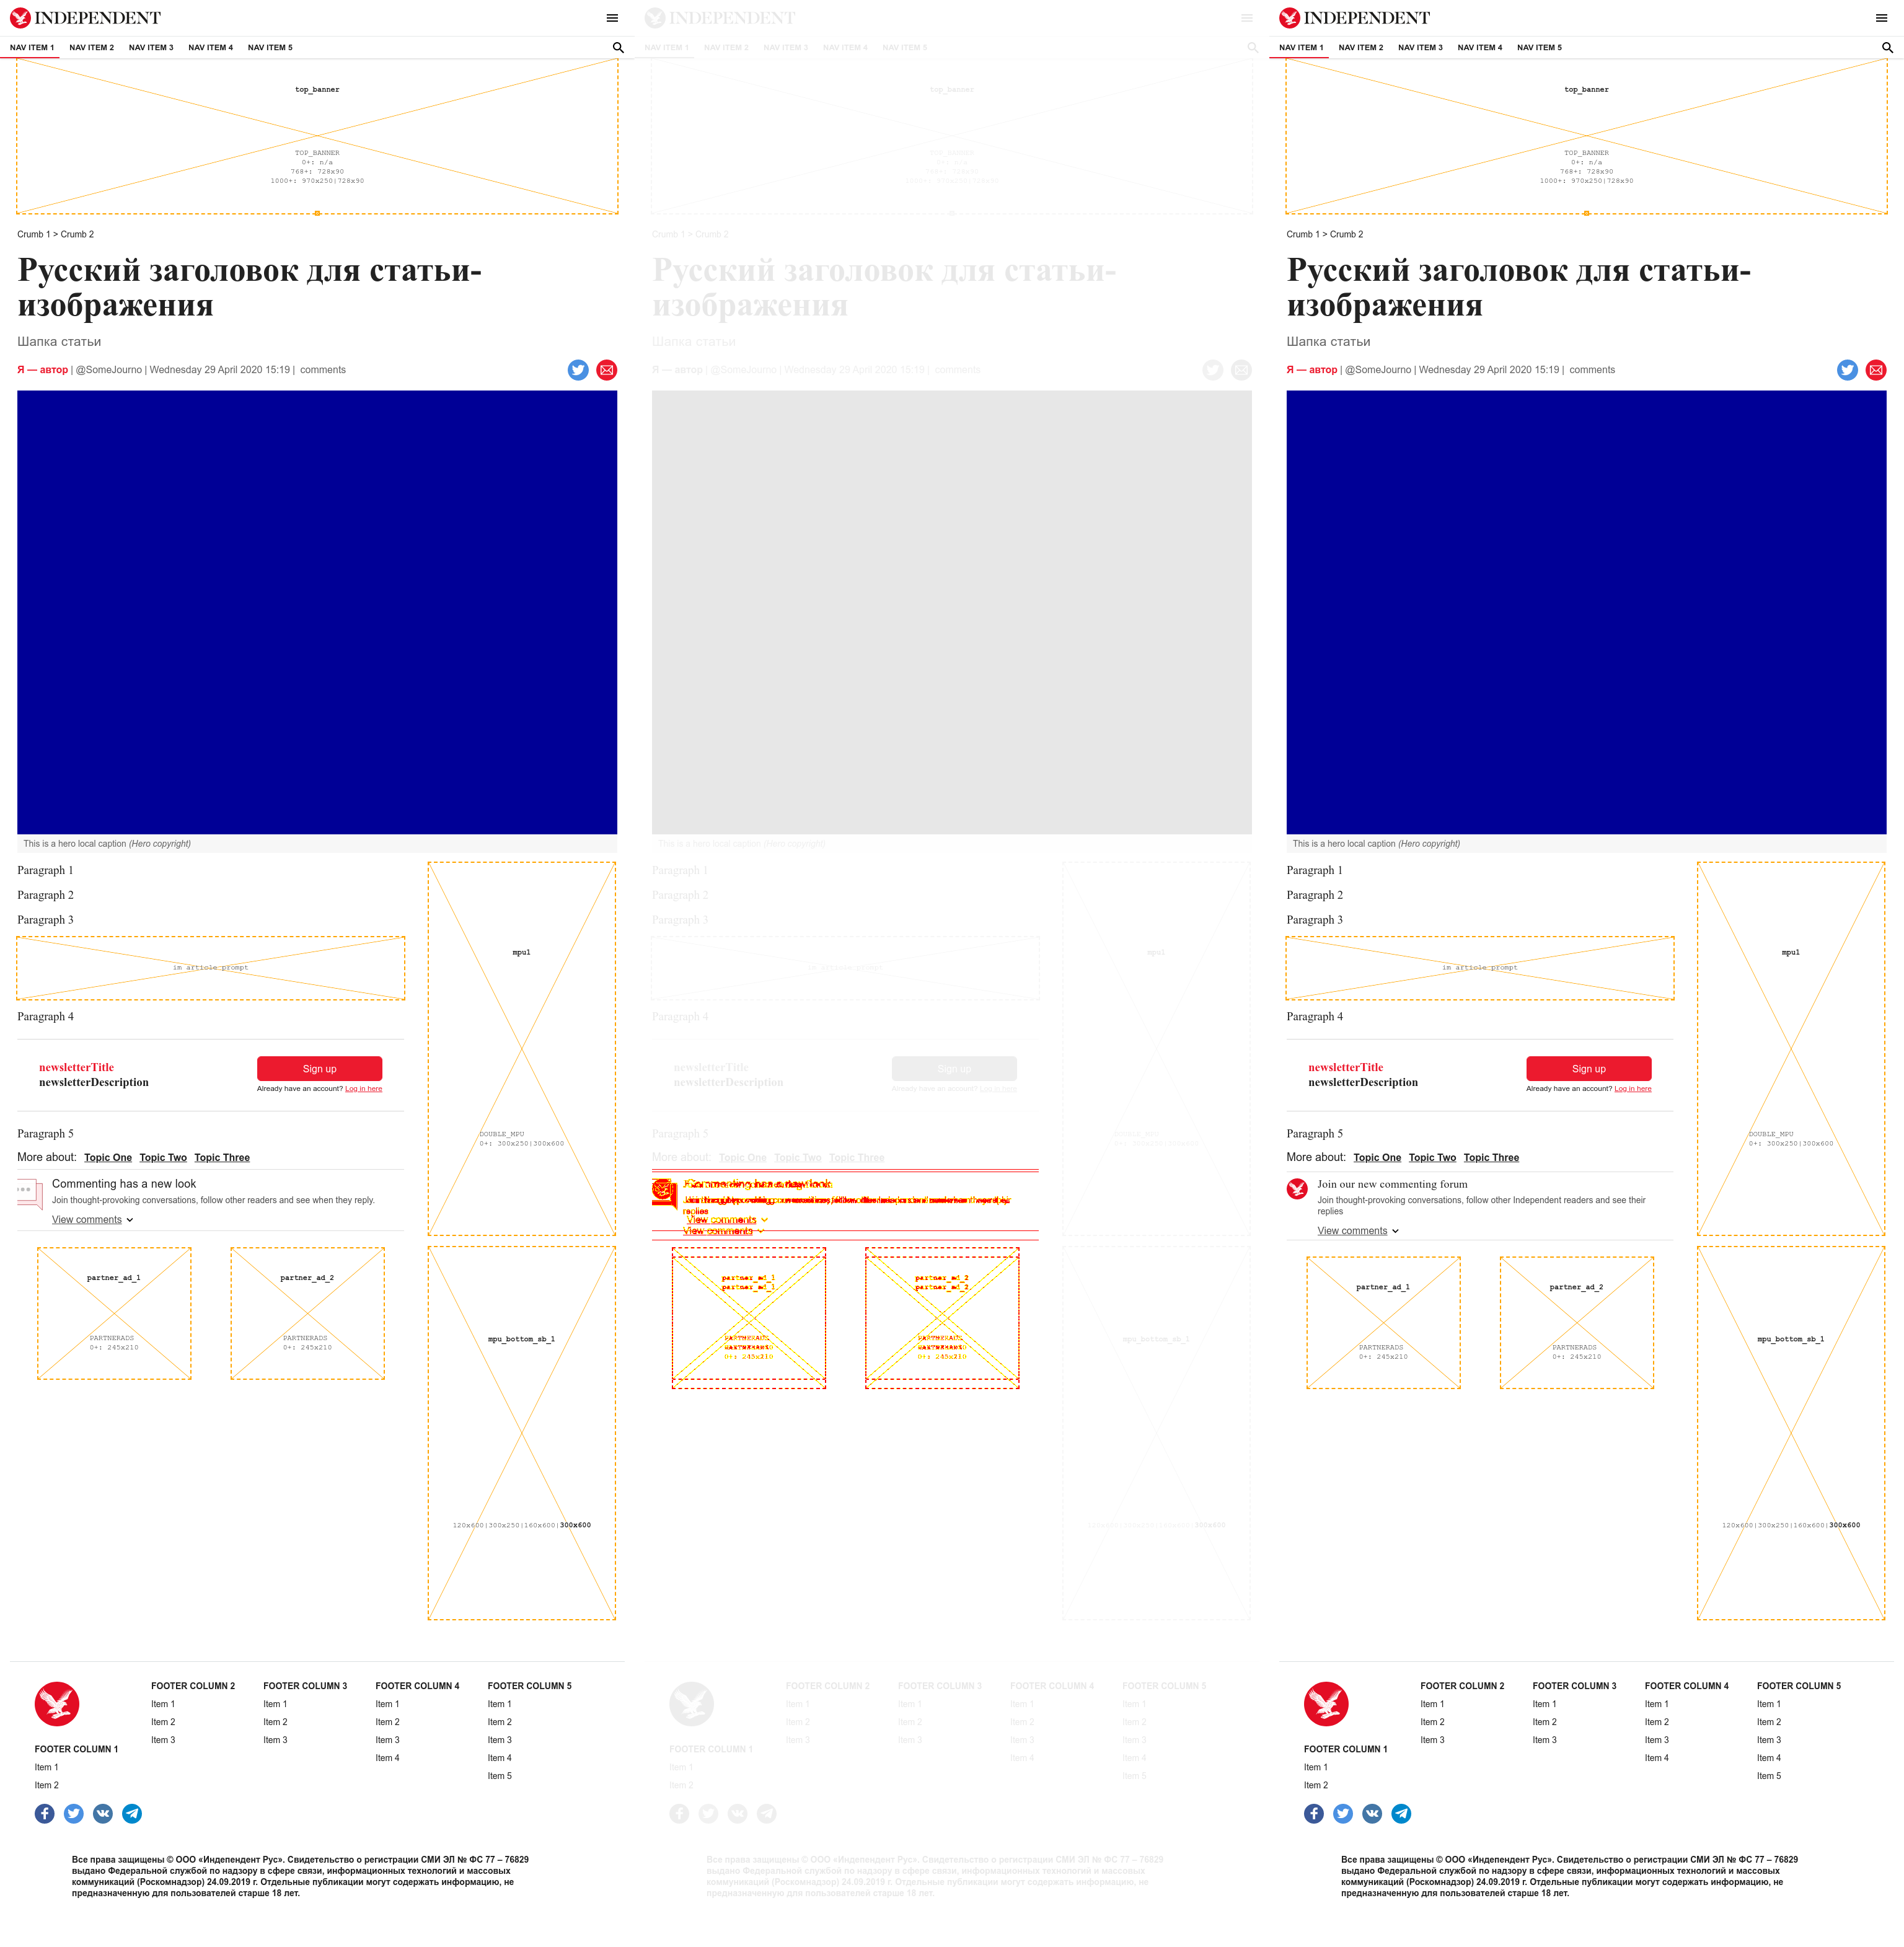 INDEPENDENT
NAV ITEM 1 NAV ITEM 2 NAV ITEM 3 NAV ITEM 4 NAV ITEM 5
top_banner
TOP_BANNER
0+: n/a
768+: 728x90
1000+: 970x250|728x90
Crumb 1 > Crumb 2
Русский заголовок для статьи-
изображения
Шапка статьи
Я — автор | @SomeJourno | Wednesday 29 April 2020 15:19 | comments
This is a hero local caption (Hero copyright)
Paragraph 1
Paragraph 2
Paragraph 3
im article prompt
Paragraph 4
newsletterTitle
newsletterDescription
Sign up
Already have an account? Log in here
Paragraph 5
More about: Topic One Topic Two Topic Three
Commenting has a new look
Join thought-provoking conversations, follow other readers and see when they reply.
View comments
partner_ad_1
PARTNERADS
0+: 245x210
partner_ad_2
PARTNERADS
0+: 245x210
mpu1
DOUBLE_MPU
0+: 300x250|300x600
mpu_bottom_sb_1
120x600|300x250|160x600|300x600
FOOTER COLUMN 1
Item 1
Item 2
FOOTER COLUMN 2
Item 1
Item 2
Item 3
FOOTER COLUMN 3
Item 1
Item 2
Item 3
FOOTER COLUMN 4
Item 1
Item 2
Item 3
Item 4
FOOTER COLUMN 5
Item 1
Item 2
Item 3
Item 4
Item 5
Все права защищены © ООО «Индепендент Рус». Свидетельство о регистрации СМИ ЭЛ № ФС 77 – 76829
выдано Федеральной службой по надзору в сфере связи, информационных технологий и массовых
коммуникаций (Роскомнадзор) 24.09.2019 г. Отдельные публикации могут содержать информацию, не
предназначенную для пользователей старше 18 лет.
INDEPENDENT
NAV ITEM 1 NAV ITEM 2 NAV ITEM 3 NAV ITEM 4 NAV ITEM 5
top_banner
Crumb 1 > Crumb 2
Русский заголовок для статьи-
изображения
Шапка статьи
Я — автор | @SomeJourno | Wednesday 29 April 2020 15:19 | comments
This is a hero local caption (Hero copyright)
Paragraph 1
Paragraph 2
Paragraph 3
Paragraph 4
newsletterTitle
newsletterDescription
Sign up
Already have an account? Log in here
Paragraph 5
More about: Topic One Topic Two Topic Three
View comments
View comments
partner_ad_1
partner_ad_1
partner_ad_2
partner_ad_2
mpu1
mpu_bottom_sb_1
FOOTER COLUMN 1
Item 1
Item 2
FOOTER COLUMN 2
Item 1
Item 2
Item 3
FOOTER COLUMN 3
Item 1
Item 2
Item 3
FOOTER COLUMN 4
Item 1
Item 2
Item 3
Item 4
FOOTER COLUMN 5
Item 1
Item 2
Item 3
Item 4
Item 5
Все права защищены © ООО «Индепендент Рус». Свидетельство о регистрации СМИ ЭЛ № ФС 77 – 76829
выдано Федеральной службой по надзору в сфере связи, информационных технологий и массовых
коммуникаций (Роскомнадзор) 24.09.2019 г. Отдельные публикации могут содержать информацию, не
предназначенную для пользователей старше 18 лет.
INDEPENDENT
NAV ITEM 1 NAV ITEM 2 NAV ITEM 3 NAV ITEM 4 NAV ITEM 5
top_banner
TOP_BANNER
0+: n/a
768+: 728x90
1000+: 970x250|728x90
Crumb 1 > Crumb 2
Русский заголовок для статьи-
изображения
Шапка статьи
Я — автор | @SomeJourno | Wednesday 29 April 2020 15:19 | comments
This is a hero local caption (Hero copyright)
Paragraph 1
Paragraph 2
Paragraph 3
im article prompt
Paragraph 4
newsletterTitle
newsletterDescription
Sign up
Already have an account? Log in here
Paragraph 5
More about: Topic One Topic Two Topic Three
Join our new commenting forum
Join thought-provoking conversations, follow other Independent readers and see their
replies
View comments
partner_ad_1
PARTNERADS
0+: 245x210
partner_ad_2
PARTNERADS
0+: 245x210
mpu1
DOUBLE_MPU
0+: 300x250|300x600
mpu_bottom_sb_1
120x600|300x250|160x600|300x600
FOOTER COLUMN 1
Item 1
Item 2
FOOTER COLUMN 2
Item 1
Item 2
Item 3
FOOTER COLUMN 3
Item 1
Item 2
Item 3
FOOTER COLUMN 4
Item 1
Item 2
Item 3
Item 4
FOOTER COLUMN 5
Item 1
Item 2
Item 3
Item 4
Item 5
Все права защищены © ООО «Индепендент Рус». Свидетельство о регистрации СМИ ЭЛ № ФС 77 – 76829
выдано Федеральной службой по надзору в сфере связи, информационных технологий и массовых
коммуникаций (Роскомнадзор) 24.09.2019 г. Отдельные публикации могут содержать информацию, не
предназначенную для пользователей старше 18 лет.